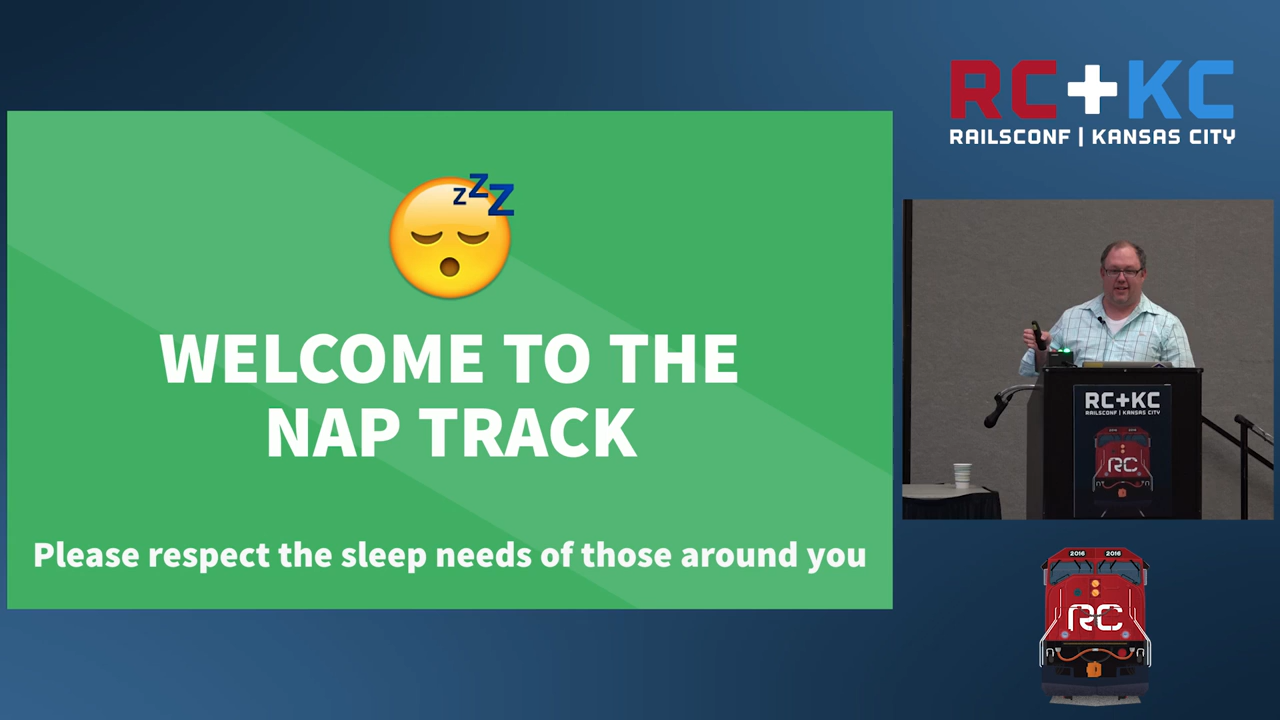 RC+KC
RAILSCONF | KANSAS CITY
zzZ
WELCOME TO THE
NAP TRACK
Please respect the sleep needs of those around you
RC+KC
RAILSCONF | KANSAS CITY
RC
2016 2016
RC